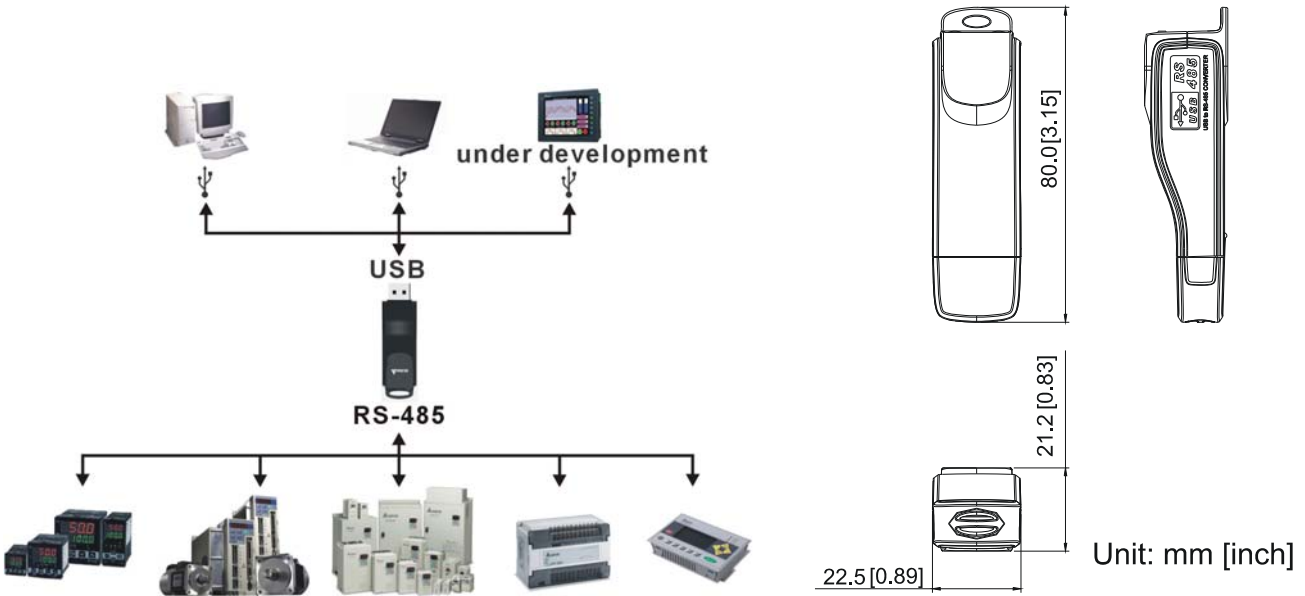 under development
USB
RS-485
80.0[3.15]
RS
485
USB
USB to RS-485 CONVERTER
21.2 [0.83]
22.5 [0.89]
Unit: mm [inch]